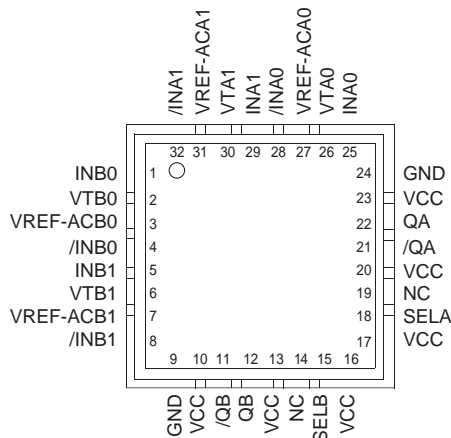 /INA1
VREF-ACA1
VTA1
INA1
/INA0
VREF-ACA0
VTA0
INA0
32 31 30 29 28 27 26 25
INB0 1 24 GND
VTB0 2 23 VCC
VREF-ACB0 3 22 QA
/INB0 4 21 /QA
INB1 5 20 VCC
VTB1 6 19 NC
VREF-ACB1 7 18 SELA
/INB1 8 17 VCC
9 10 11 12 13 14 15 16
GND
VCC
/QB
QB
VCC
NC
SELB
VCC